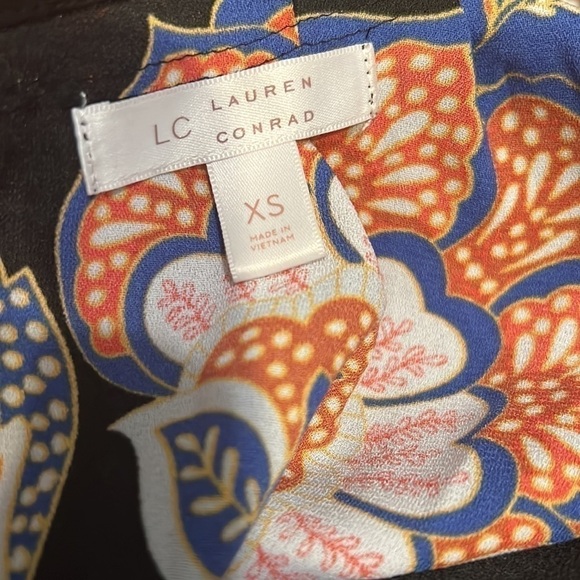 LC LAUREN
CONRAD
XS
MADE IN
VIETNAM